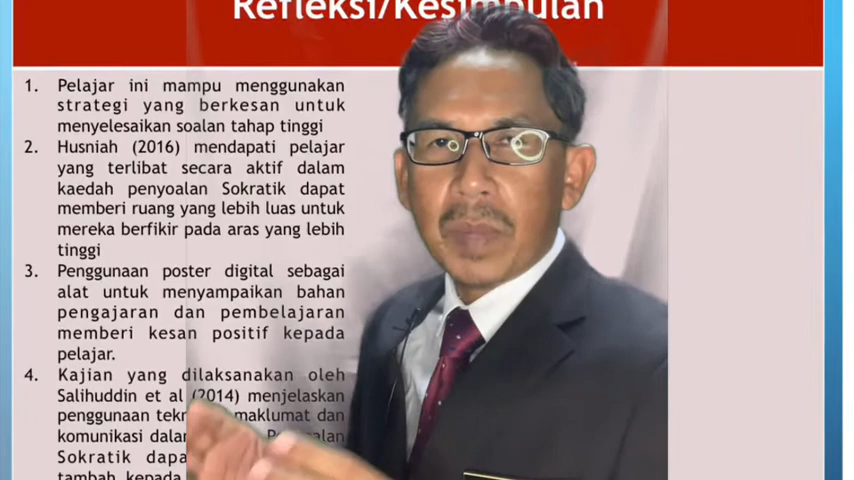 Refleksi/Kesimpulan
1. Pelajar ini mampu menggunakan
strategi yang berkesan untuk
menyelesaikan soalan tahap tinggi
2. Husniah (2016) mendapati pelajar
yang terlibat secara aktif dalam
kaedah penyoalan Sokratik dapat
memberi ruang yang lebih luas untuk
mereka berfikir pada aras yang lebih
tinggi
3. Penggunaan poster digital sebagai
alat untuk menyampaikan bahan
pengajaran dan pembelajaran
memberi kesan positif kepada
pelajar.
4. Kajian yang dilaksanakan oleh
Salihuddin et al (2014) menjelaskan
penggunaan maklumat dan
komunikasi
Sokratik
tambah kepada